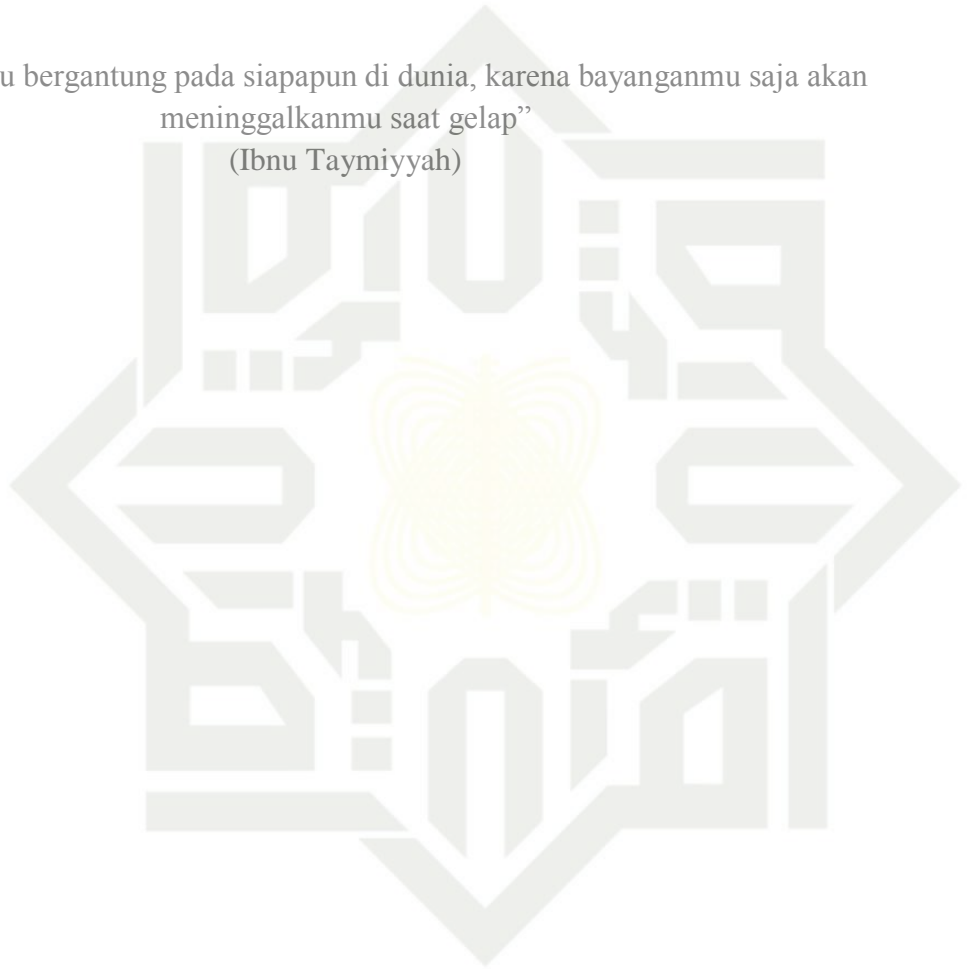 u bergantung pada siapapun di dunia, karena bayanganmu saja akan
meninggalkanmu saat gelap”
(Ibnu Taymiyyah)